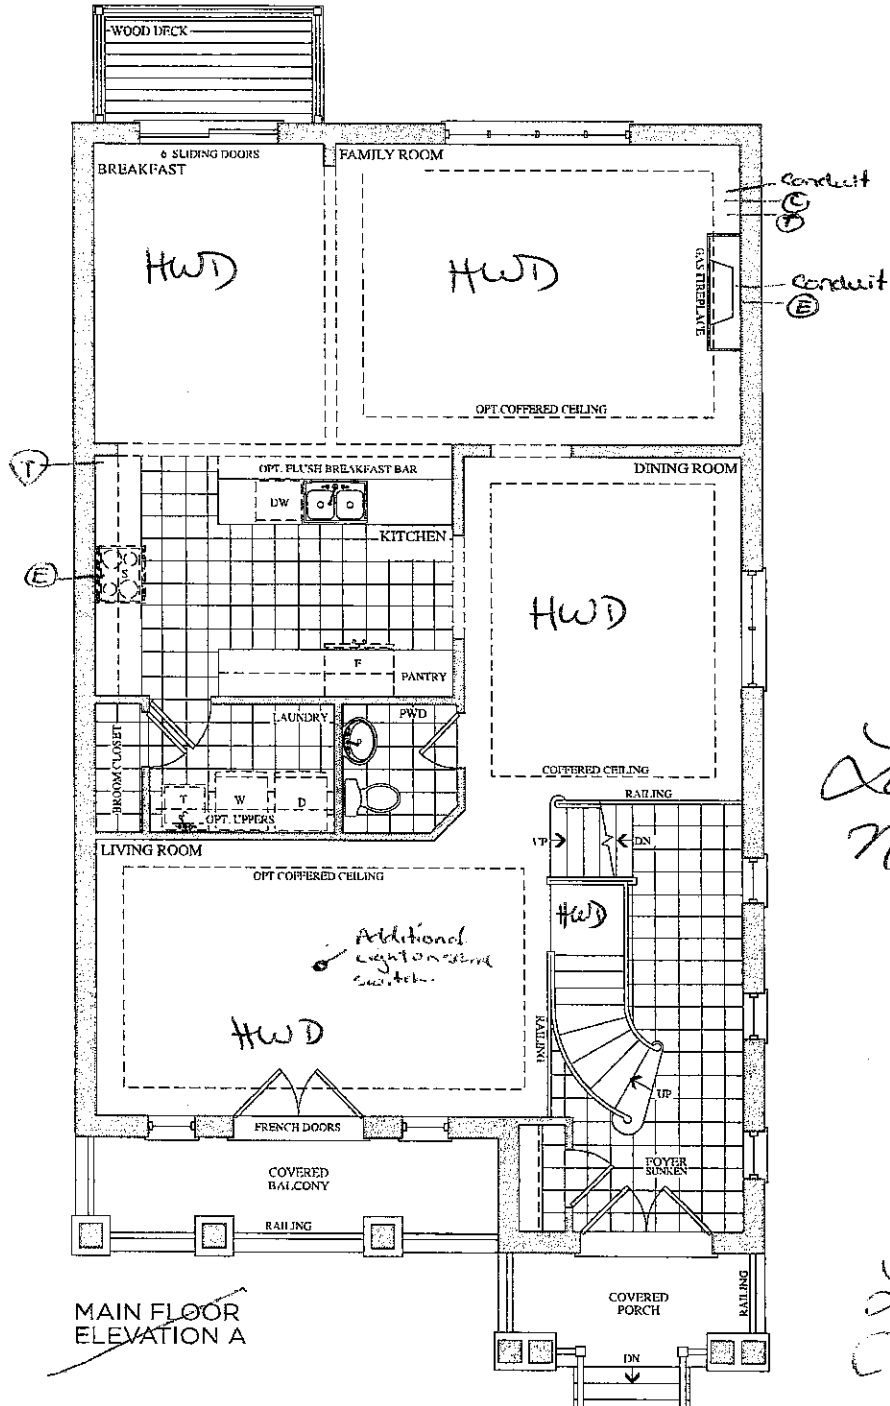 WOOD DECK
6 SLIDING DOORS
BREAKFAST
FAMILY ROOM
Conduit
C
T
HWD
HWD
GAS FIREPLACE
Conduit
E
OPT COFFERED CEILING
T
OPT. FLUSH BREAKFAST BAR
DINING ROOM
DW
KITCHEN
E
S
HWD
F
PANTRY
LAUNDRY
PWD
BROOM CLOSET
T
W
D
OPT. UPPERS
COFFERED CEILING
RAILING
UP
DN
LIVING ROOM
OPT COFFERED CEILING
HWD
Additional
light on
switch
HWD
RAILING
UP
FRENCH DOORS
FOYER
SUNKEN
COVERED
BALCONY
RAILING
COVERED
PORCH
RAILING
MAIN FLOOR
ELEVATION A
DN